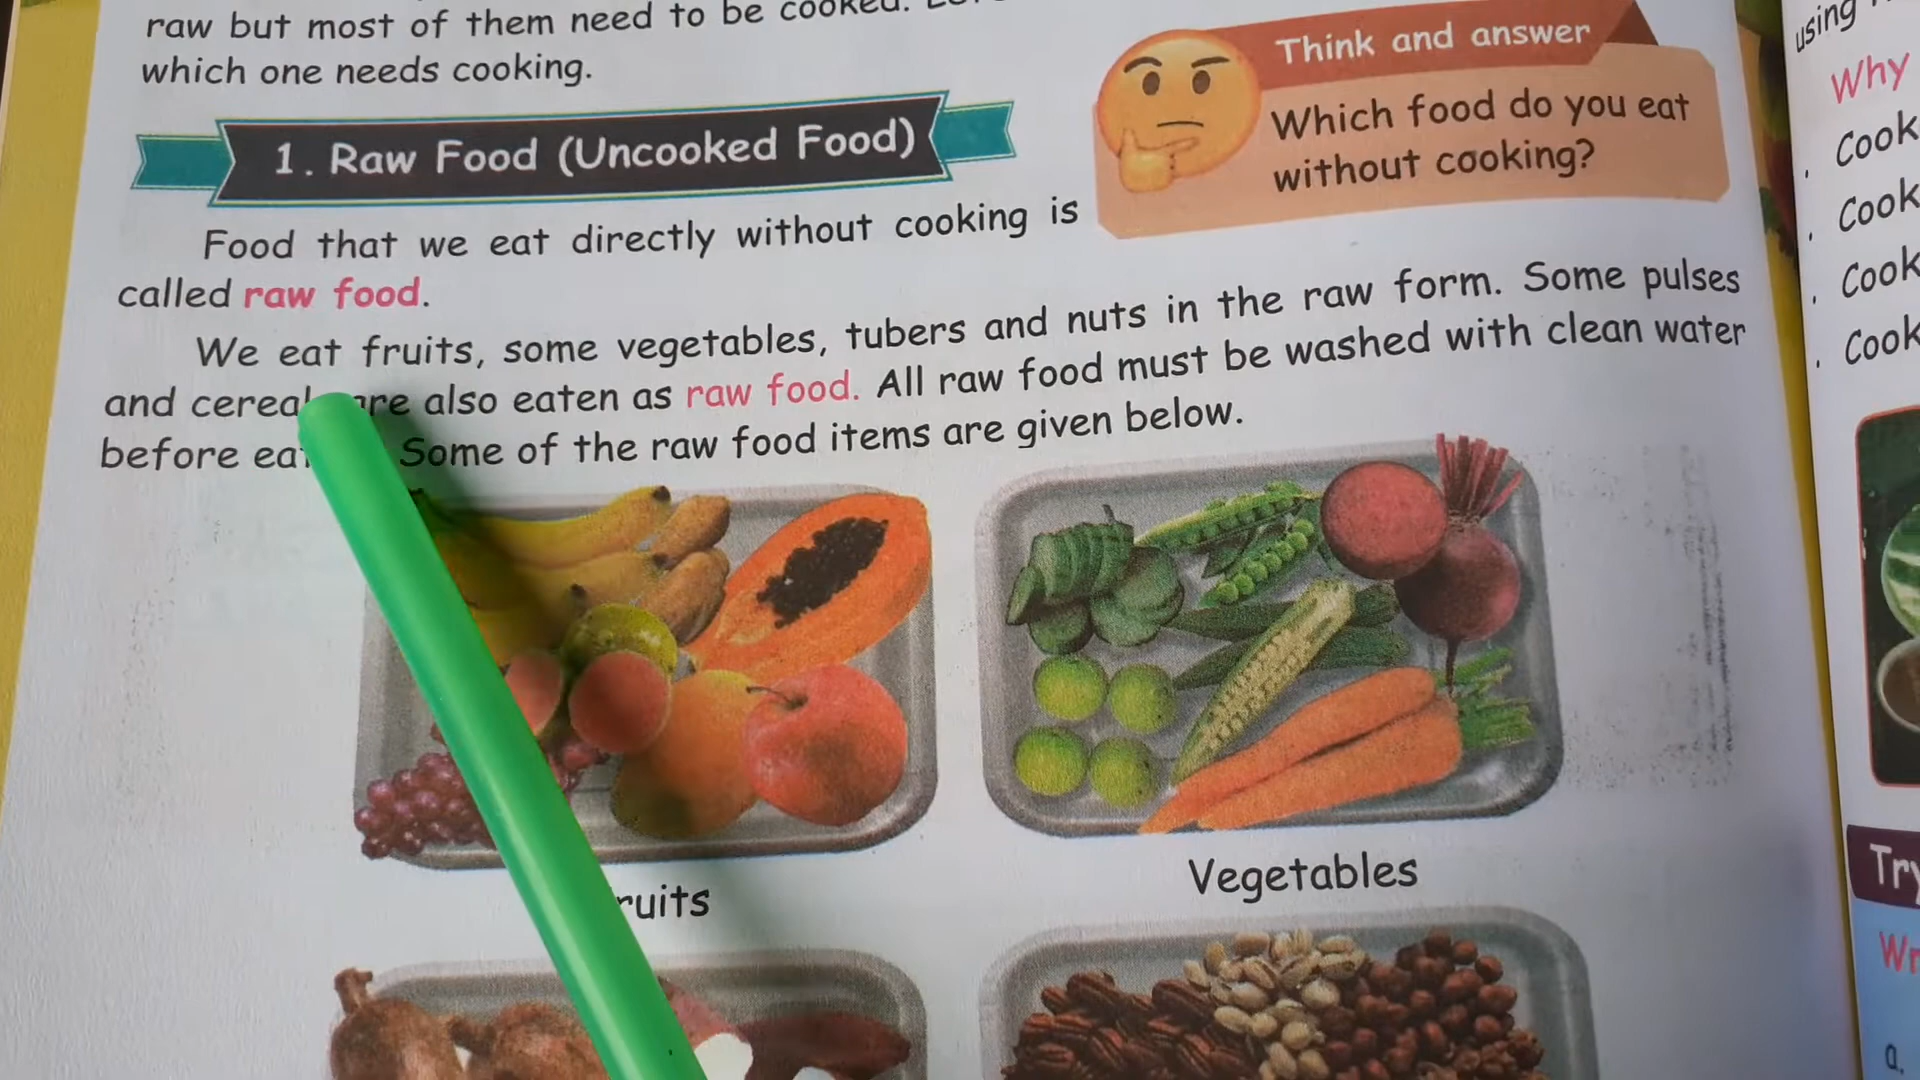 raw but most of them need to be cooked.
which one needs cooking.
Think and answer
Which food do you eat
without cooking?
1. Raw Food (Uncooked Food)
Food that we eat directly without cooking is
called raw food.
We eat fruits, some vegetables, tubers and nuts in the raw form. Some pulses
and cereals are also eaten as raw food. All raw food must be washed with clean water
before Some of the raw food items are given below.
Vegetables
using
Why
Cook
Cook
Cook
Cook
a.